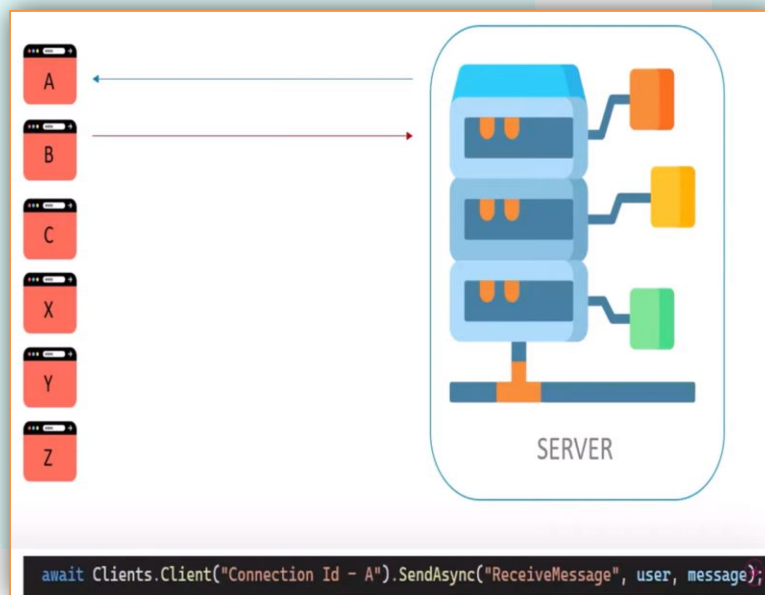 A
B
C
X
Y
Z
SERVER
await Clients.Client("Connection Id - A").SendAsync("ReceiveMessage", user, message);